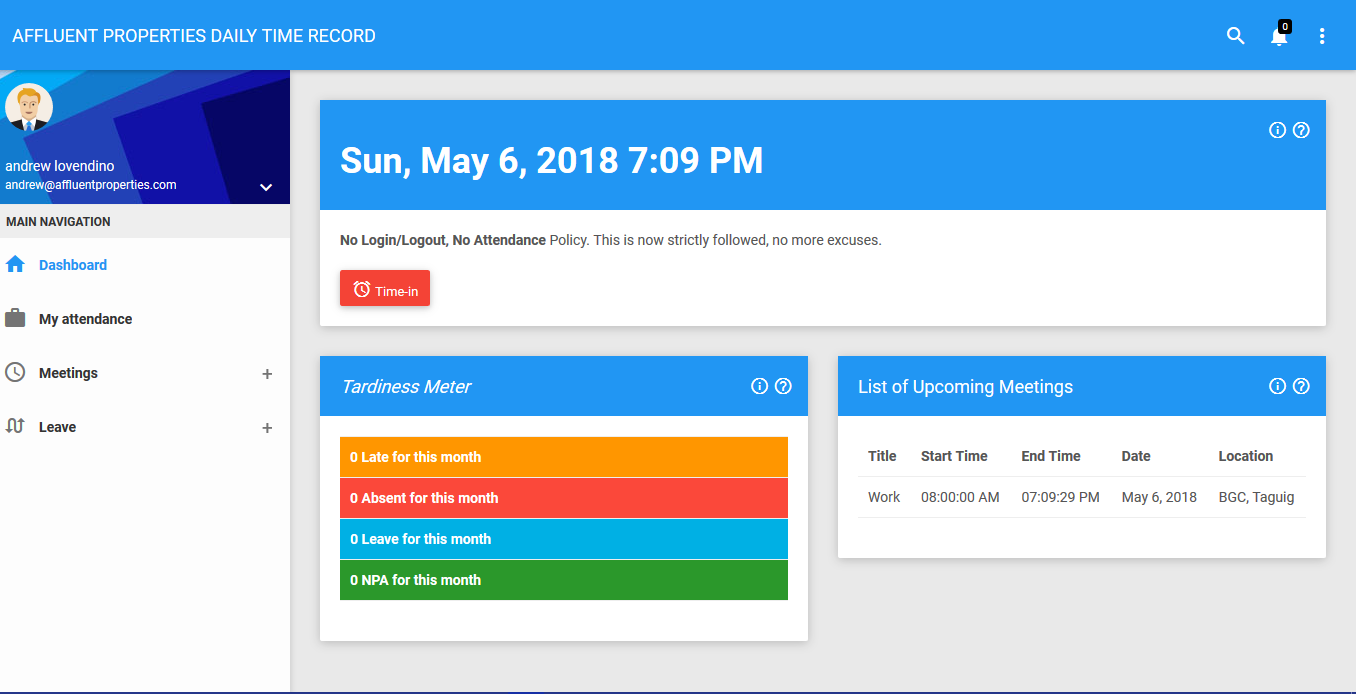 AFFLUENT PROPERTIES DAILY TIME RECORD
0
andrew lovendino
andrew@affluentproperties.com
MAIN NAVIGATION
Dashboard
My attendance
Meetings +
Leave +
Sun, May 6, 2018 7:09 PM
No Login/Logout, No Attendance Policy. This is now strictly followed, no more excuses.
Time-in
Tardiness Meter
0 Late for this month
0 Absent for this month
0 Leave for this month
0 NPA for this month
List of Upcoming Meetings
Title Start Time End Time Date Location
Work 08:00:00 AM 07:09:29 PM May 6, 2018 BGC, Taguig